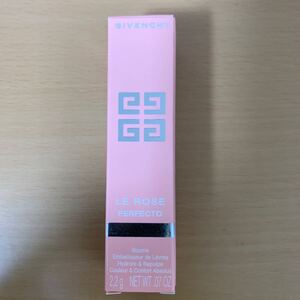 GIVENCHY
LE ROSE
PERFECTO
Baume
Embellisseur de Lèvres
Hydrate & Repulpe
Couleur & Confort Absolus
2,2 g NET WT .07 OZ